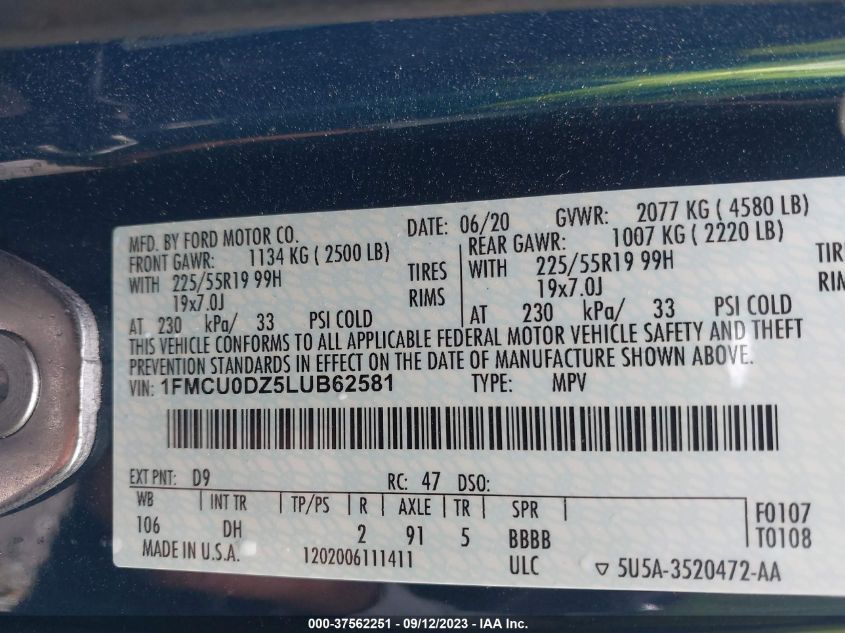 MFD. BY FORD MOTOR CO. DATE: 06/20 GVWR: 2077 KG ( 4580 LB)
FRONT GAWR: 1134 KG ( 2500 LB) REAR GAWR: 1007 KG ( 2220 LB)
WITH 225/55R19 99H TIRES WITH 225/55R19 99H TIRE
19x7.0J RIMS 19x7.0J RIM
AT 230 kPa/ 33 PSI COLD AT 230 kPa/ 33 PSI COLD
THIS VEHICLE CONFORMS TO ALL APPLICABLE FEDERAL MOTOR VEHICLE SAFETY AND THEFT
PREVENTION STANDARDS IN EFFECT ON THE DATE OF MANUFACTURE SHOWN ABOVE.
VIN: 1FMCU0DZ5LUB62581 TYPE: MPV
EXT PNT: D9 RC: 47 DSO:
WB | INT TR | TP/PS | R | AXLE | TR | SPR | F0107
106 DH 2 91 5 BBBB T0108
MADE IN U.S.A. 1202006111411 ULC ▽ 5U5A-3520472-AA
000-37562251 - 09/12/2023 - IAA Inc.